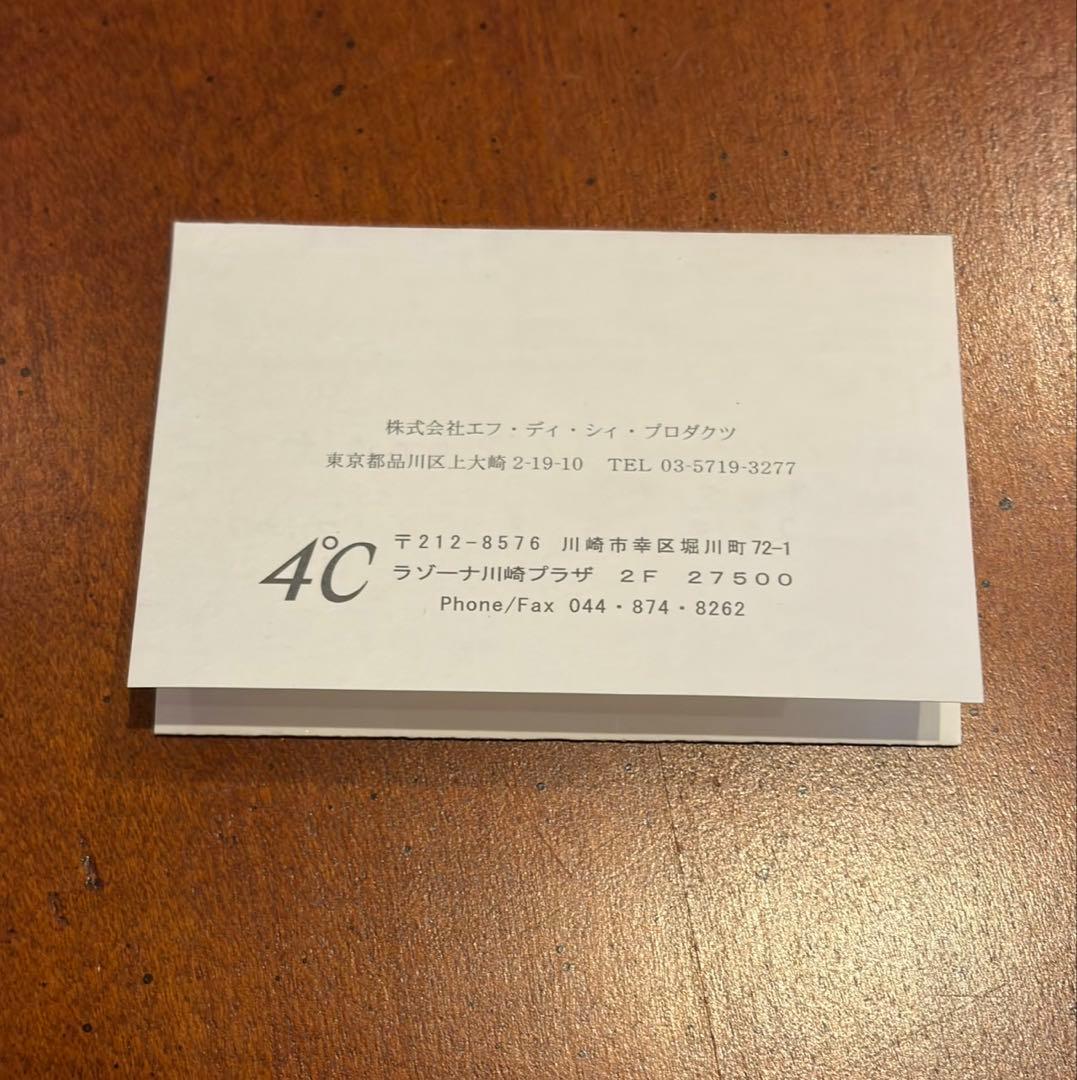 株式会社エフ・ディ・シィ・プロダクツ
東京都品川区上大崎2-19-10 TEL 03-5719-3277
4℃
〒212-8576 川崎市幸区堀川町72-1
ラゾーナ川崎プラザ 2F 27500
Phone/Fax 044・874・8262